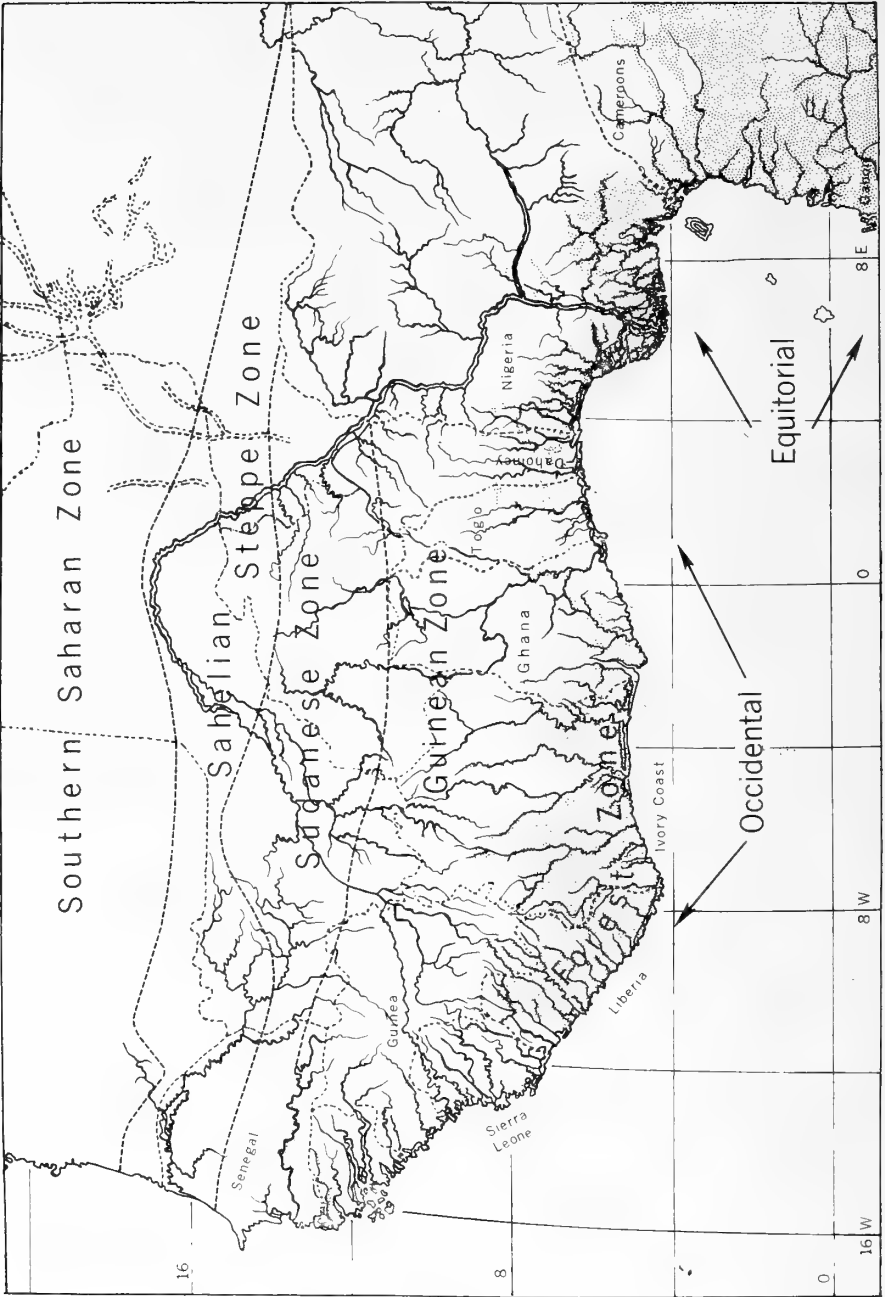 Southern Saharan Zone
Sahelian Steppe Zone
Sudanese Zone
Guinean Zone
Forest Zone
Senegal
Guinea
Sierra
Leone
Liberia
Ivory Coast
Ghana
Togo
Dahomey
Nigeria
Cameroons
Gabon
Occidental
Equitorial
16
8
0
16 W
8 W
0
8 E